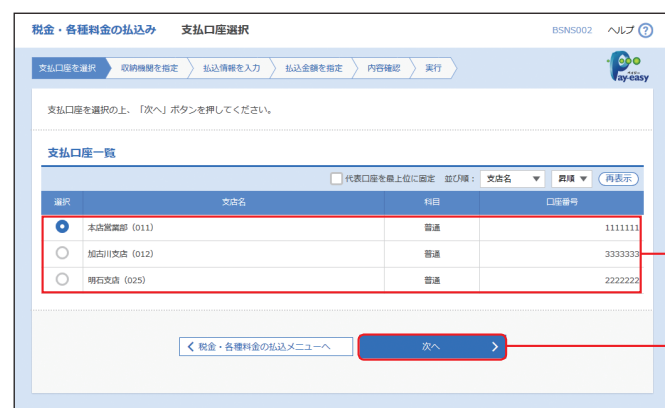 税金・各種料金の払込み 支払口座選択 BSNS002 ヘルプ ?
支払口座を選択 収納機関を指定 払込情報を入力 払込金額を指定 内容確認 実行
Pay-easy
支払口座を選択の上、「次へ」ボタンを押してください。
支払口座一覧
代表口座を最上位に固定 並び順： 支店名 ▼ 昇順 ▼ 再表示
選択 支店名 科目 口座番号
本店営業部（011） 普通 1111111
加古川支店（012） 普通 3333333
明石支店（025） 普通 2222222
税金・各種料金の払込メニューへ 次へ